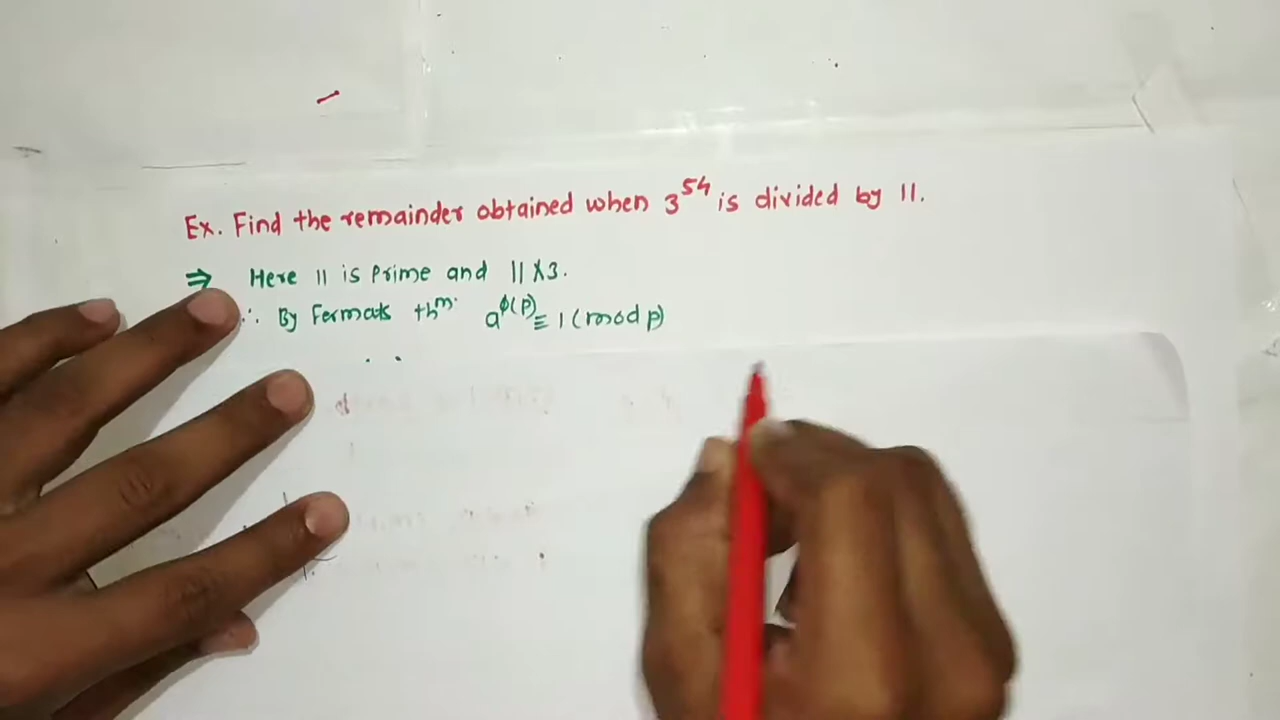 Ex. Find the remainder obtained when 3^54 is divided by 11.
⇒ Here 11 is Prime and 11 ∤ 3.
∴ By Fermats thm. a^ϕ(p) ≡ 1 (mod p)